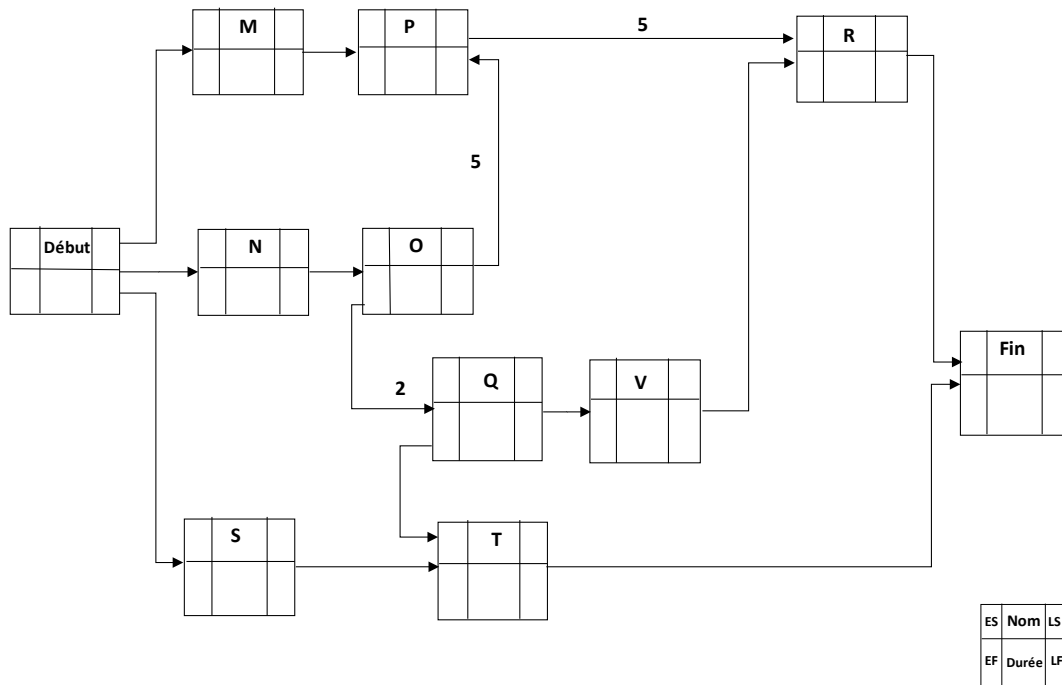 M P 5 R
5
Début N O
Fin
2 Q V
S T
ES Nom LS
EF Durée LF